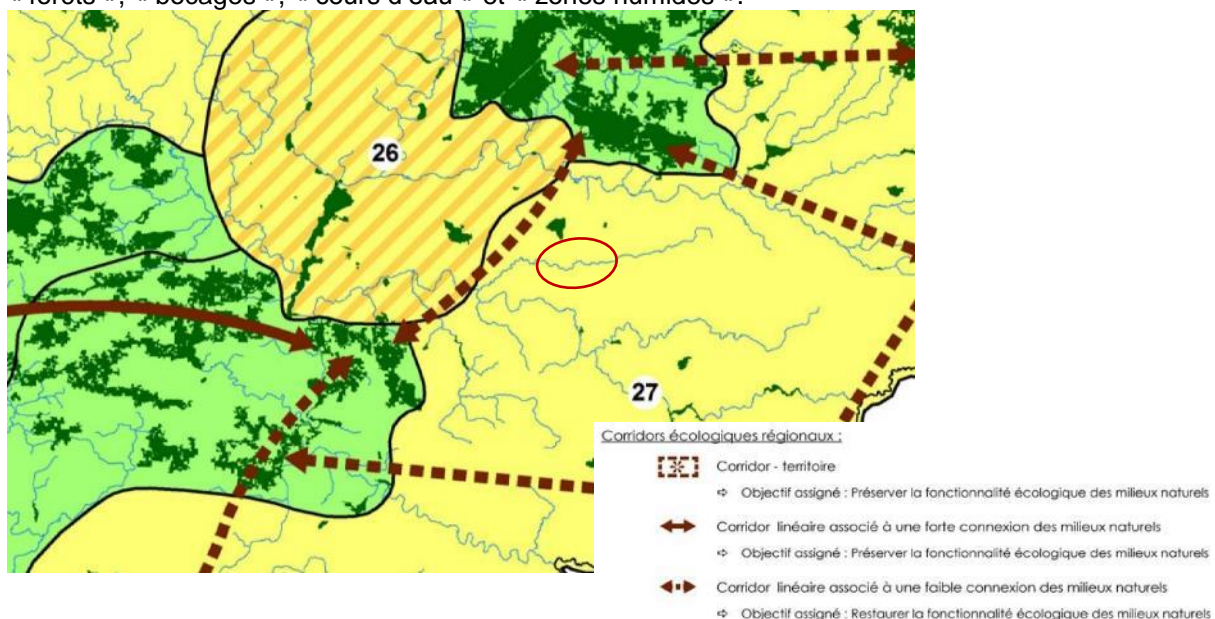 « forêts », « bocages », « cours d'eau » et « zones humides ».
26
27
Corridors écologiques régionaux :
Corridor - territoire
⇨ Objectif assigné : Préserver la fonctionnalité écologique des milieux naturels
Corridor linéaire associé à une forte connexion des milieux naturels
⇨ Objectif assigné : Préserver la fonctionnalité écologique des milieux naturels
Corridor linéaire associé à une faible connexion des milieux naturels
⇨ Objectif assigné : Restaurer la fonctionnalité écologique des milieux naturels